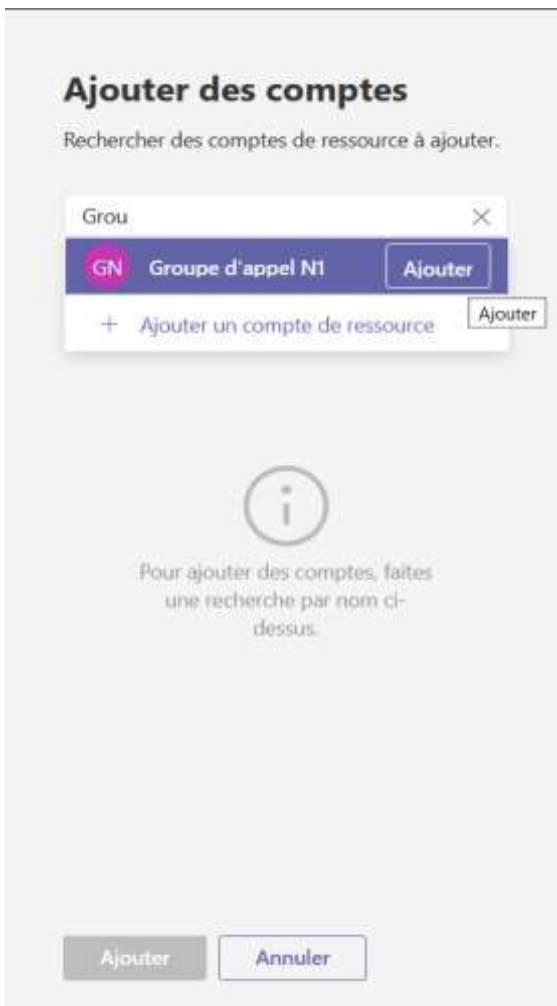 Ajouter des comptes
Rechercher des comptes de ressource à ajouter.
Grou
GN Groupe d'appel N1 Ajouter
+ Ajouter un compte de ressource
Ajouter
Pour ajouter des comptes, faites
une recherche par nom ci-
dessus.
Ajouter Annuler